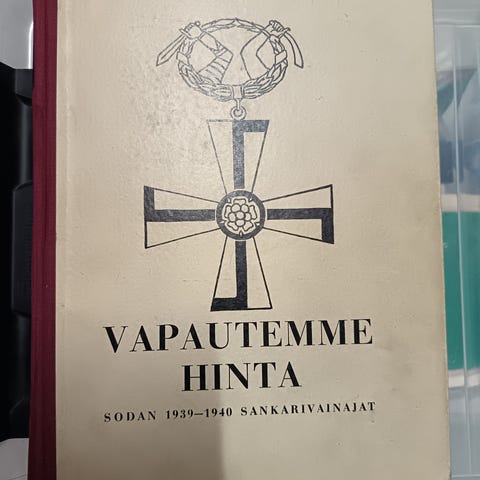 VAPAUTEMME
HINTA
SODAN 1939—1940 SANKARIVAINAJAT